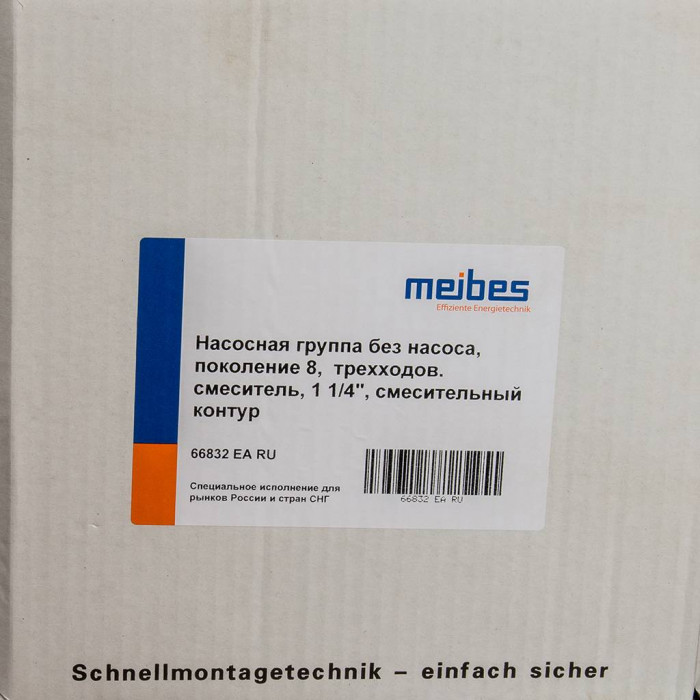 meibes
Effiziente Energietechnik
Насосная группа без насоса,
поколение 8, трехходов.
смеситель, 1 1/4", смесительный
контур
66832 EA RU
66832 EA RU
Специальное исполнение для
рынков России и стран СНГ
Schnellmontagetechnik – einfach sicher